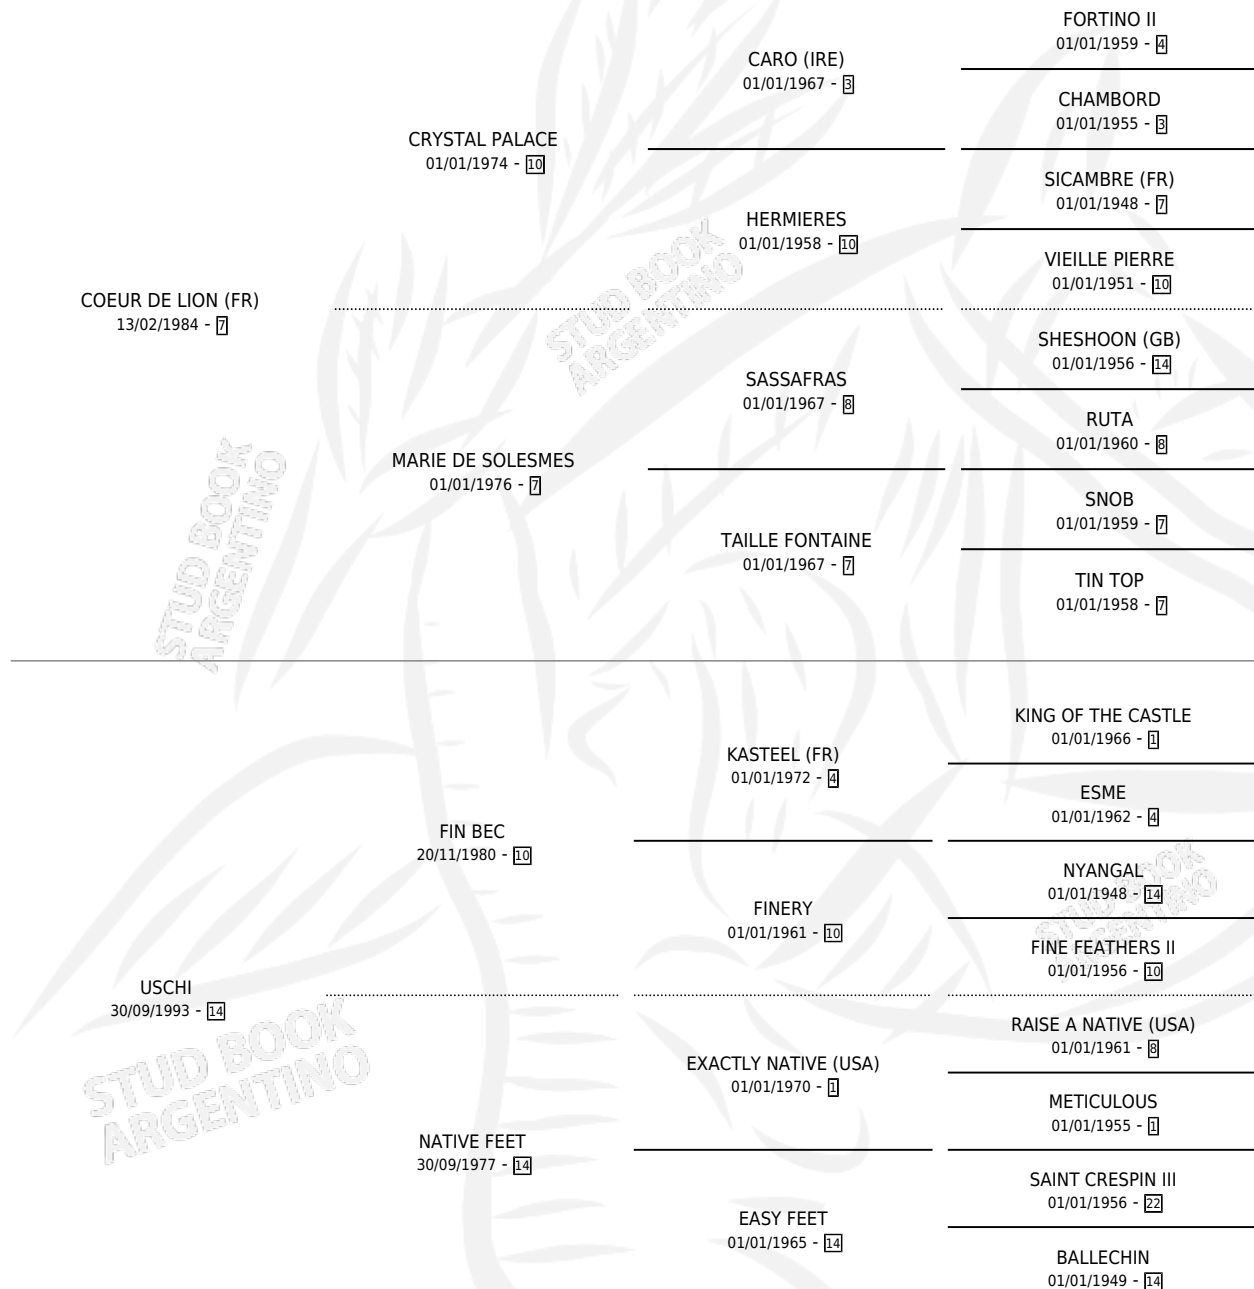 FORTINO II
01/01/1959 - 4
CARO (IRE)
01/01/1967 - 3
CHAMBORD
01/01/1955 - 3
CRYSTAL PALACE
01/01/1974 - 10
SICAMBRE (FR)
01/01/1948 - 7
HERMIERES
01/01/1958 - 10
VIEILLE PIERRE
01/01/1951 - 10
COEUR DE LION (FR)
13/02/1984 - 7
STUD BOOK
ARGENTINO
SHESHOON (GB)
01/01/1956 - 14
SASSAFRAS
01/01/1967 - 8
RUTA
01/01/1960 - 8
MARIE DE SOLESMES
01/01/1976 - 7
SNOB
01/01/1959 - 7
TAILLE FONTAINE
01/01/1967 - 7
TIN TOP
01/01/1958 - 7
STUD BOOK
ARGENTINO
KING OF THE CASTLE
01/01/1966 - 1
KASTEEL (FR)
01/01/1972 - 4
ESME
01/01/1962 - 4
FIN BEC
20/11/1980 - 10
NYANGAL
01/01/1948 - 14
FINERY
01/01/1961 - 10
FINE FEATHERS II
01/01/1956 - 10
STUD BOOK
ARGENTINO
USCHI
30/09/1993 - 14
RAISE A NATIVE (USA)
01/01/1961 - 8
EXACTLY NATIVE (USA)
01/01/1970 - 1
METICULOUS
01/01/1955 - 1
STUD BOOK
ARGENTINO
NATIVE FEET
30/09/1977 - 14
SAINT CRESPIN III
01/01/1956 - 22
EASY FEET
01/01/1965 - 14
BALLECHIN
01/01/1949 - 14